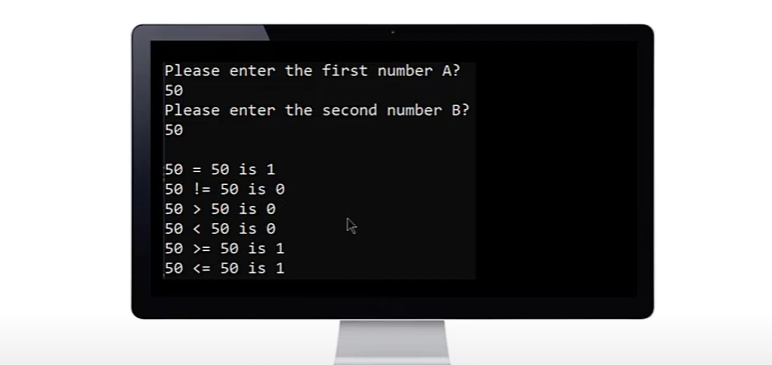 Please enter the first number A?
50
Please enter the second number B?
50
50 = 50 is 1
50 != 50 is 0
50 > 50 is 0
50 < 50 is 0
50 >= 50 is 1
50 <= 50 is 1